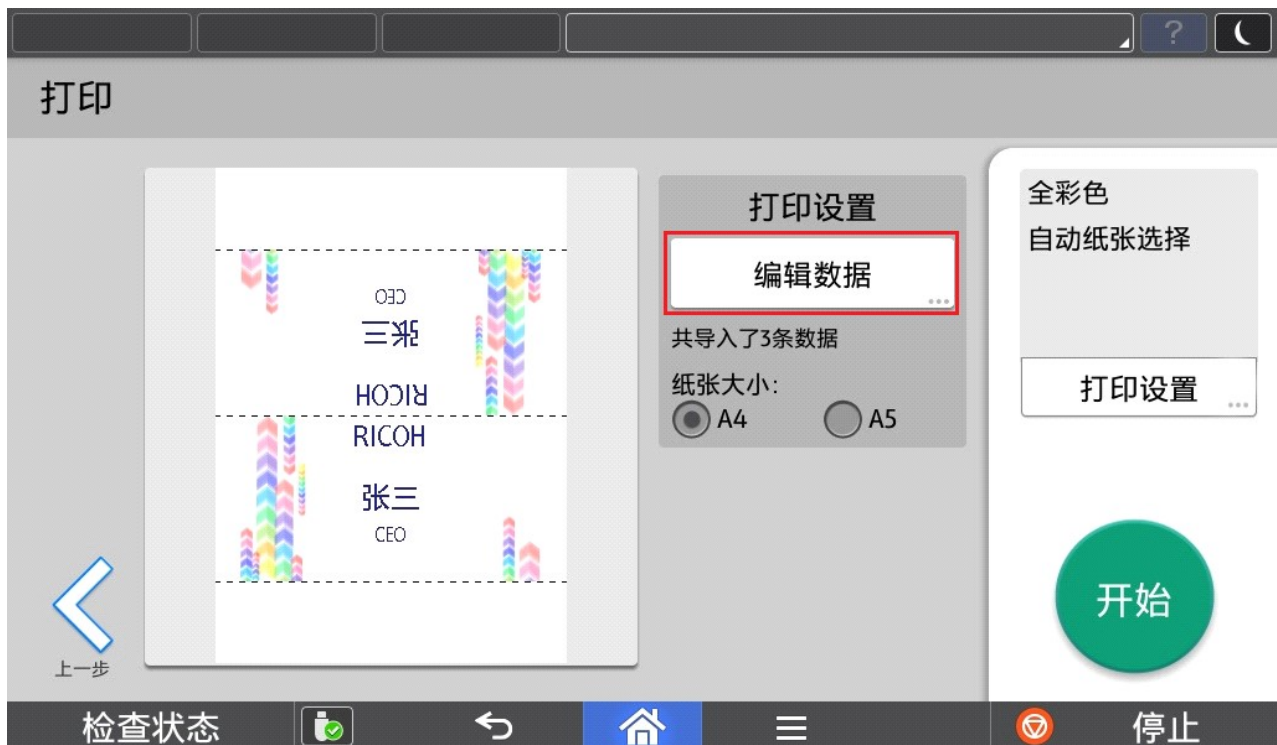 ?
打印
CEO
张三
RICOH
RICOH
张三
CEO
打印设置
编辑数据
共导入了3条数据
纸张大小:
A4 A5
全彩色
自动纸张选择
打印设置
开始
上一步
检查状态
停止